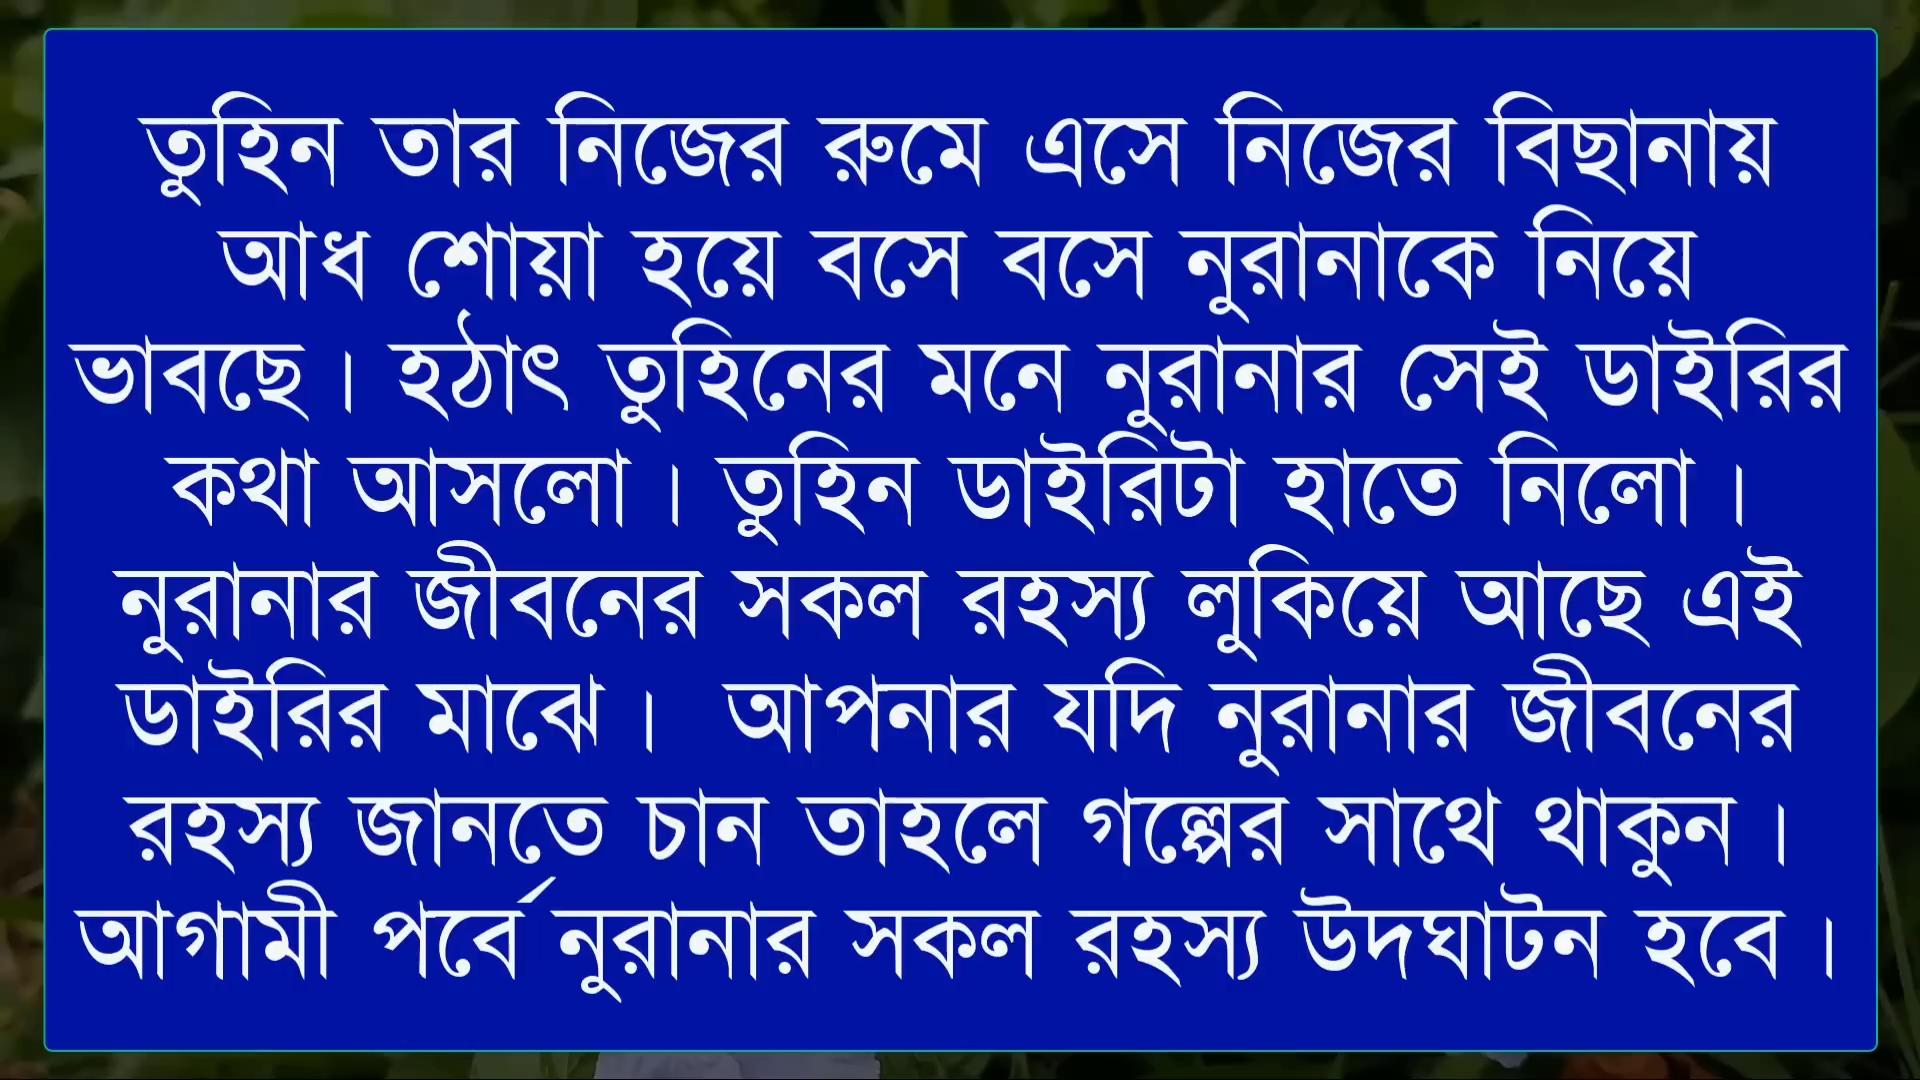 তুহিন তার নিজের রুমে এসে নিজের বিছানায়
আধ শোয়া হয়ে বসে বসে নুরানাকে নিয়ে
ভাবছে। হঠাৎ তুহিনের মনে নুরানার সেই ডাইরির
কথা আসলো। তুহিন ডাইরিটা হাতে নিলো।
নুরানার জীবনের সকল রহস্য লুকিয়ে আছে এই
ডাইরির মাঝে। আপনার যদি নুরানার জীবনের
রহস্য জানতে চান তাহলে গল্পের সাথে থাকুন।
আগামী পর্বে নুরানার সকল রহস্য উদঘাটন হবে।